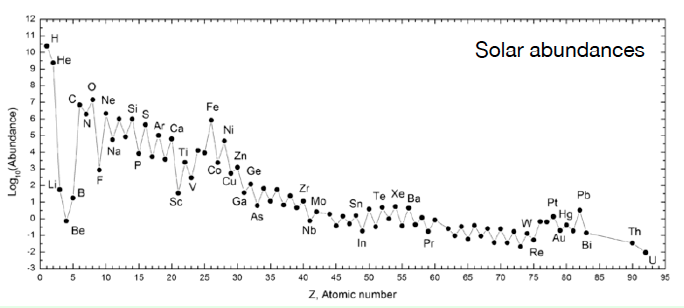 Solar abundances
Log10(Abundance)
12
11
10
9
8
7
6
5
4
3
2
1
0
-1
-2
-3
H
He
Li
Be
B
C
N
O
F
Ne
Na
Si
P
S
Ar
Ca
Sc
Ti
V
Fe
Co
Ni
Cu
Zn
Ga
Ge
As
Zr
Nb
Mo
Sn
In
Te
Xe
Ba
Pr
W
Re
Pt
Au
Hg
Pb
Bi
Th
U
0 5 10 15 20 25 30 35 40 45 50 55 60 65 70 75 80 85 90 95
Z, Atomic number